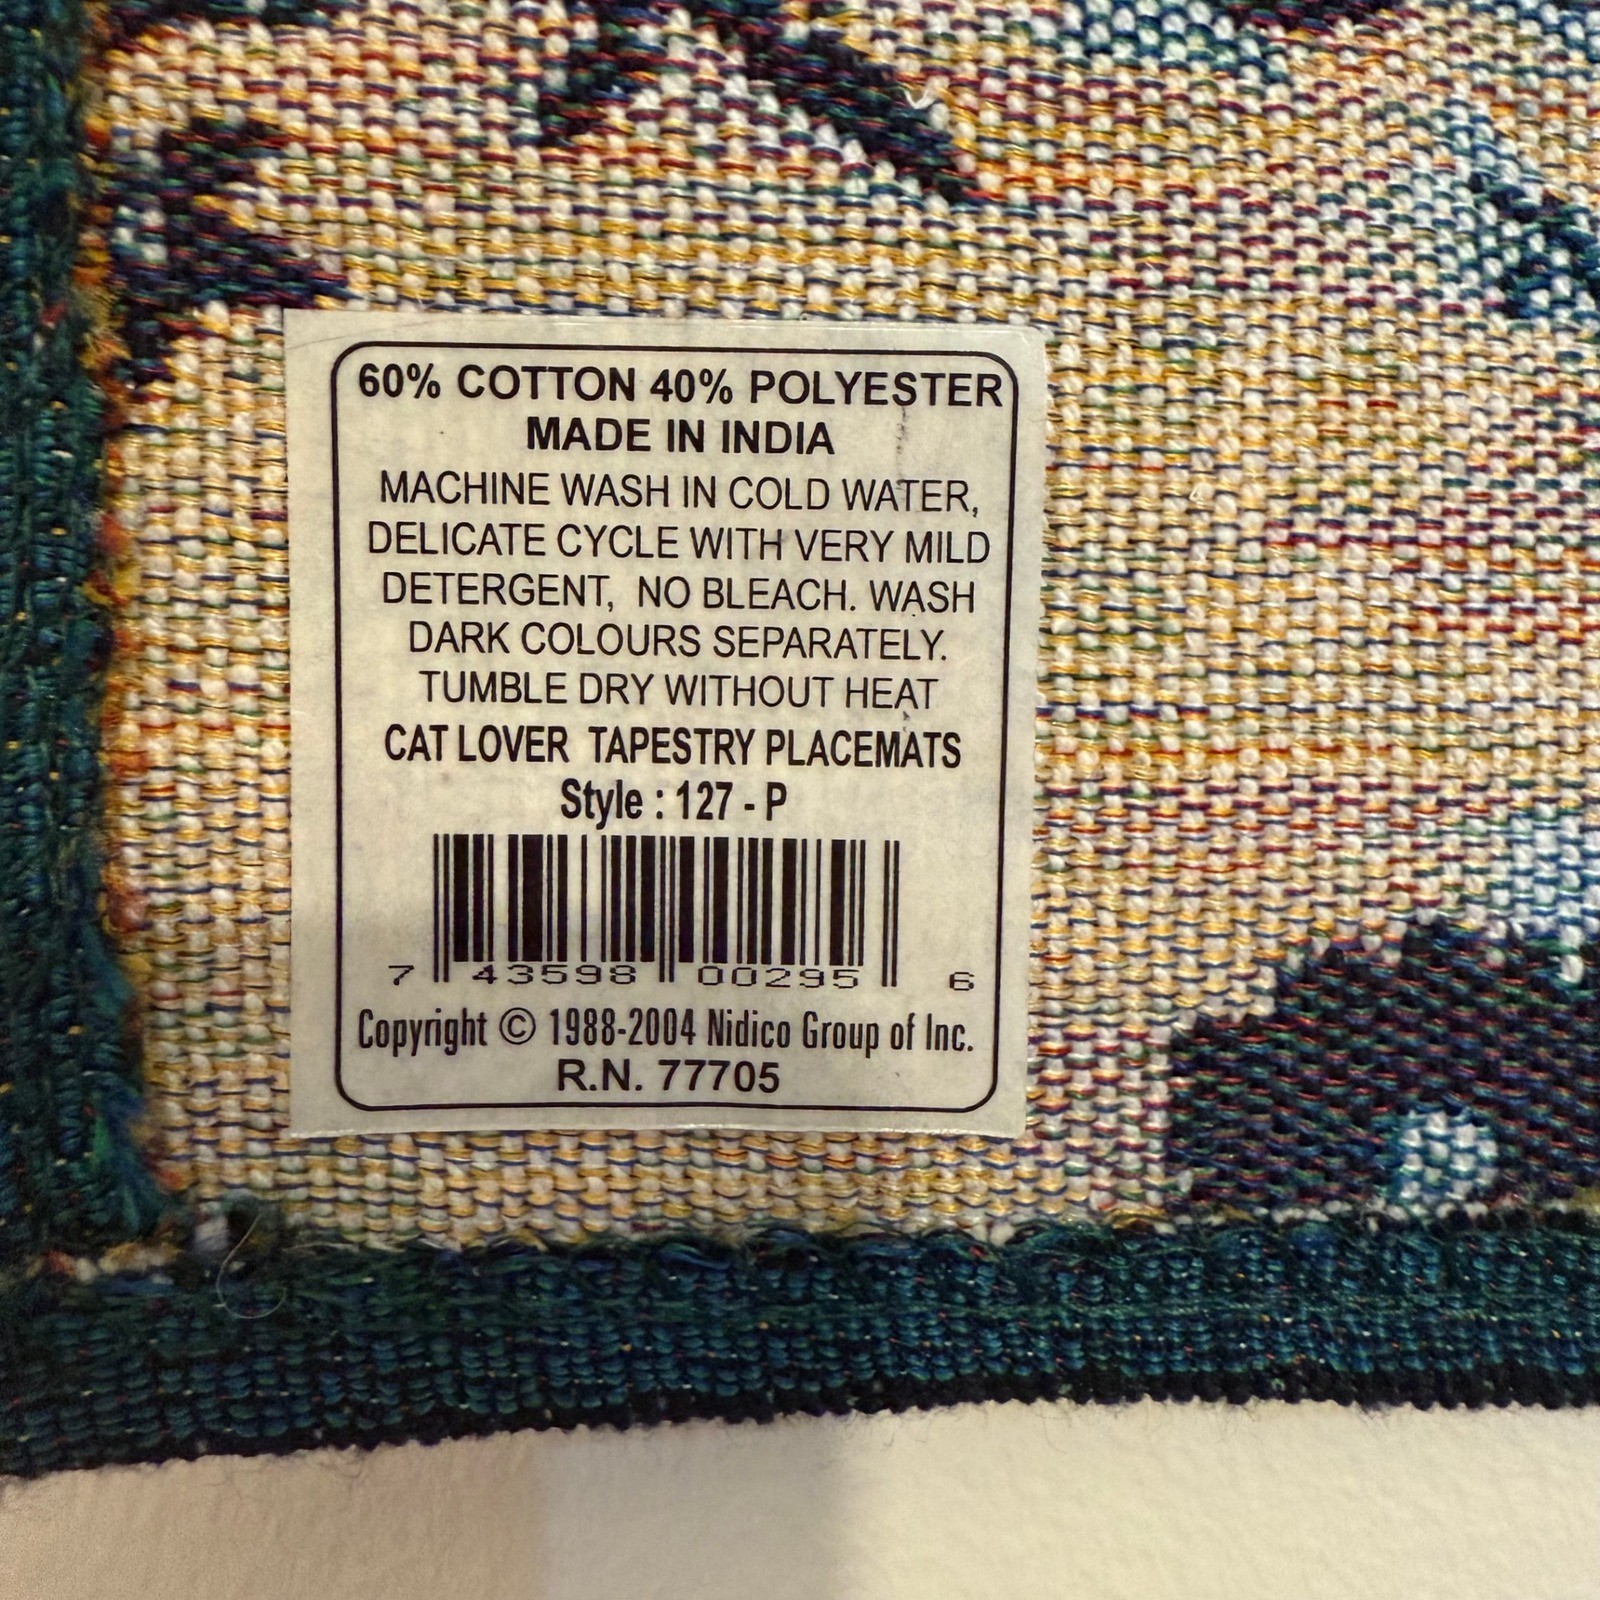 60% COTTON 40% POLYESTER
MADE IN INDIA
MACHINE WASH IN COLD WATER,
DELICATE CYCLE WITH VERY MILD
DETERGENT, NO BLEACH. WASH
DARK COLOURS SEPARATELY.
TUMBLE DRY WITHOUT HEAT
CAT LOVER TAPESTRY PLACEMATS
Style : 127 - P
7 43598 00295 6
Copyright © 1988-2004 Nidico Group of Inc.
R.N. 77705